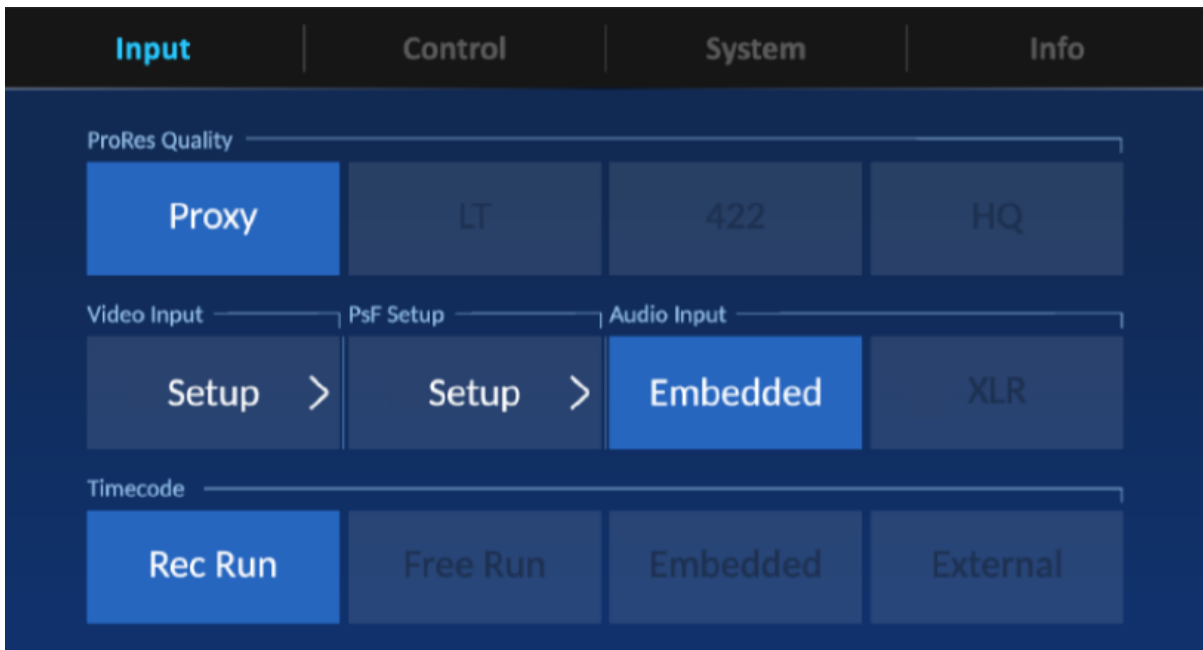 Input Control System Info
ProRes Quality
Proxy LT 422 HQ
Video Input PsF Setup Audio Input
Setup > Setup > Embedded XLR
Timecode
Rec Run Free Run Embedded External